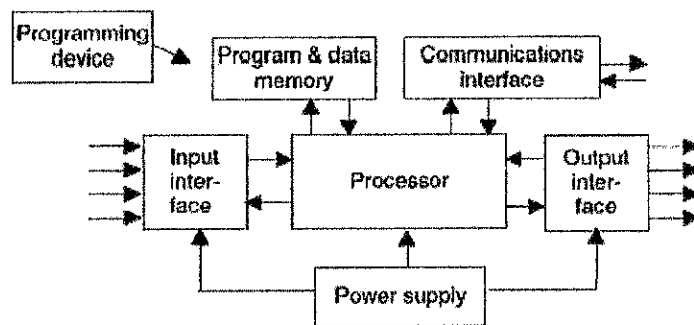 Programming
device
Program & data
memory
Communications
interface
Input
inter-
face
Processor
Output
inter-
face
Power supply